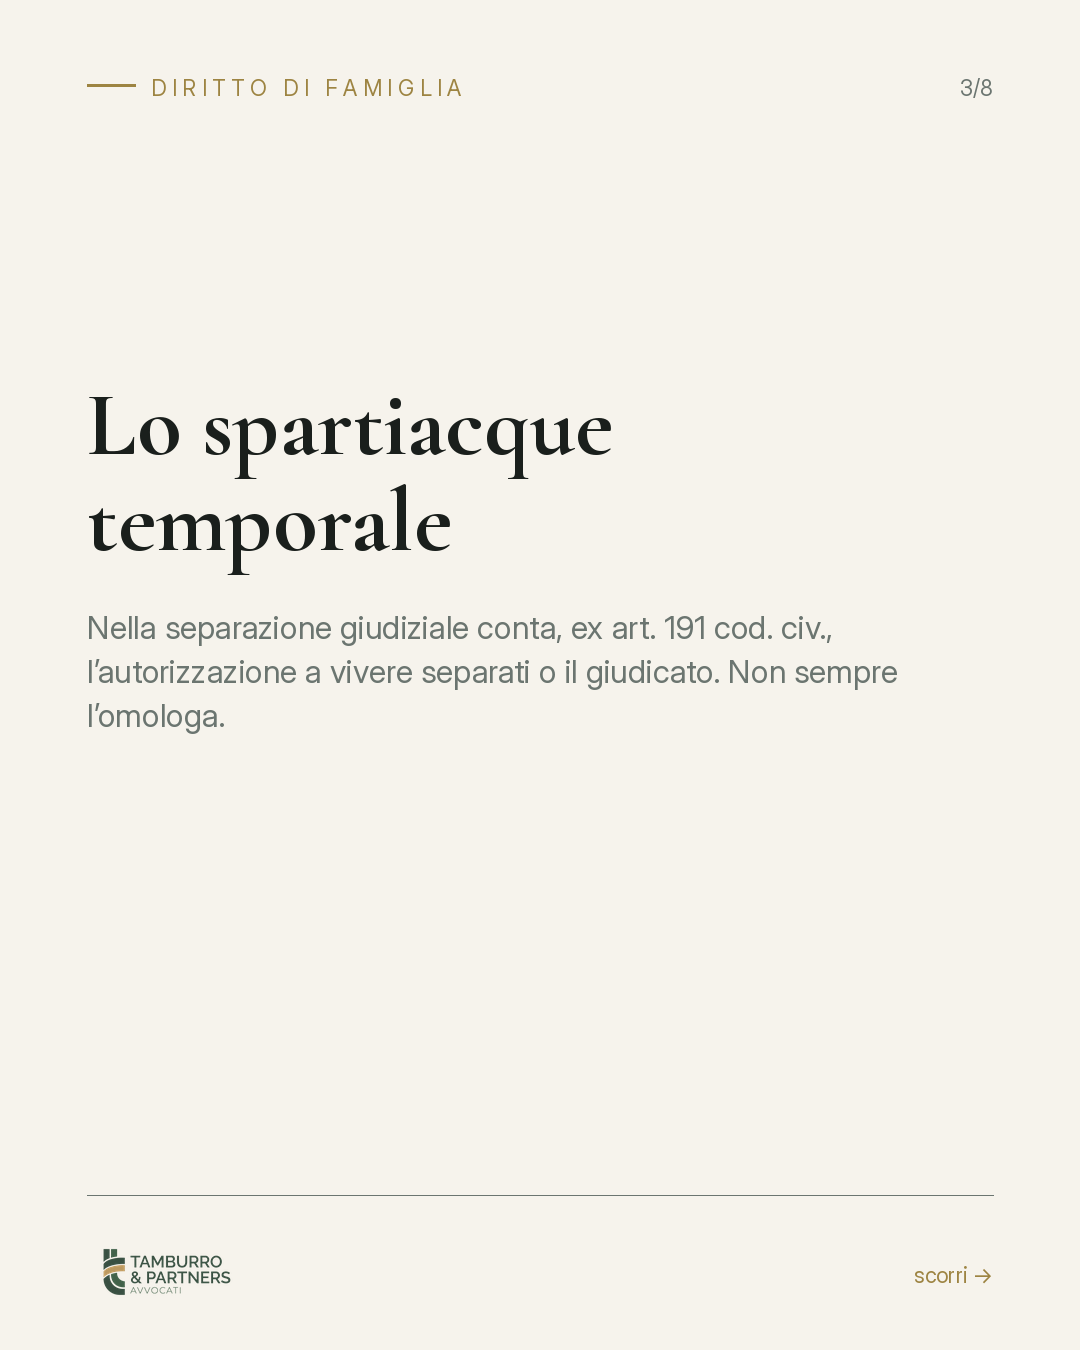 DIRITTO DI FAMIGLIA
3/8
Lo spartiacque
temporale
Nella separazione giudiziale conta, ex art. 191 cod. civ.,
l’autorizzazione a vivere separati o il giudicato. Non sempre
l’omologa.
TAMBURRO
& PARTNERS
AVVOCATI
scorri →